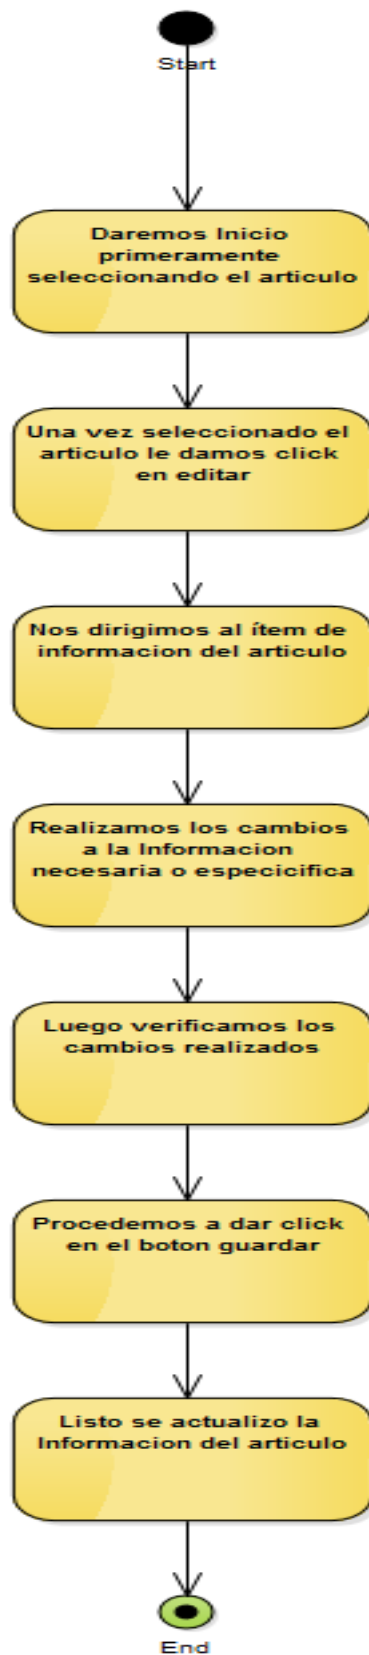 Start
Daremos Inicio
primeramente
seleccionando el articulo
Una vez seleccionado el
articulo le damos click
en editar
Nos dirigimos al ítem de
informacion del articulo
Realizamos los cambios
a la Informacion
necesaria o especicifica
Luego verificamos los
cambios realizados
Procedemos a dar click
en el boton guardar
Listo se actualizo la
Informacion del articulo
End